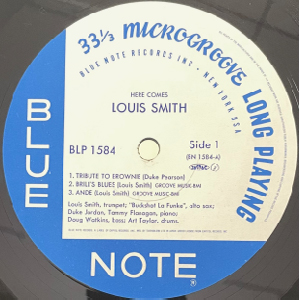 33⅓ MICROGROOVE LONG PLAYING
BLUE NOTE RECORDS INC · NEW YORK USA
HERE COMES
LOUIS SMITH
BLP 1584
Side 1
(BN 1584-A)
1. TRIBUTE TO BROWNIE (Duke Pearson)
2. BRILL'S BLUES (Louis Smith) GROOVE MUSIC-BMI
3. ANDE (Louis Smith) GROOVE MUSIC-BMI
Louis Smith, trumpet; "Buckshot La Funke", alto sax;
Duke Jordan, Tommy Flanagan, piano;
Doug Watkins, bass; Art Taylor, drums.
BLUE
NOTE
®